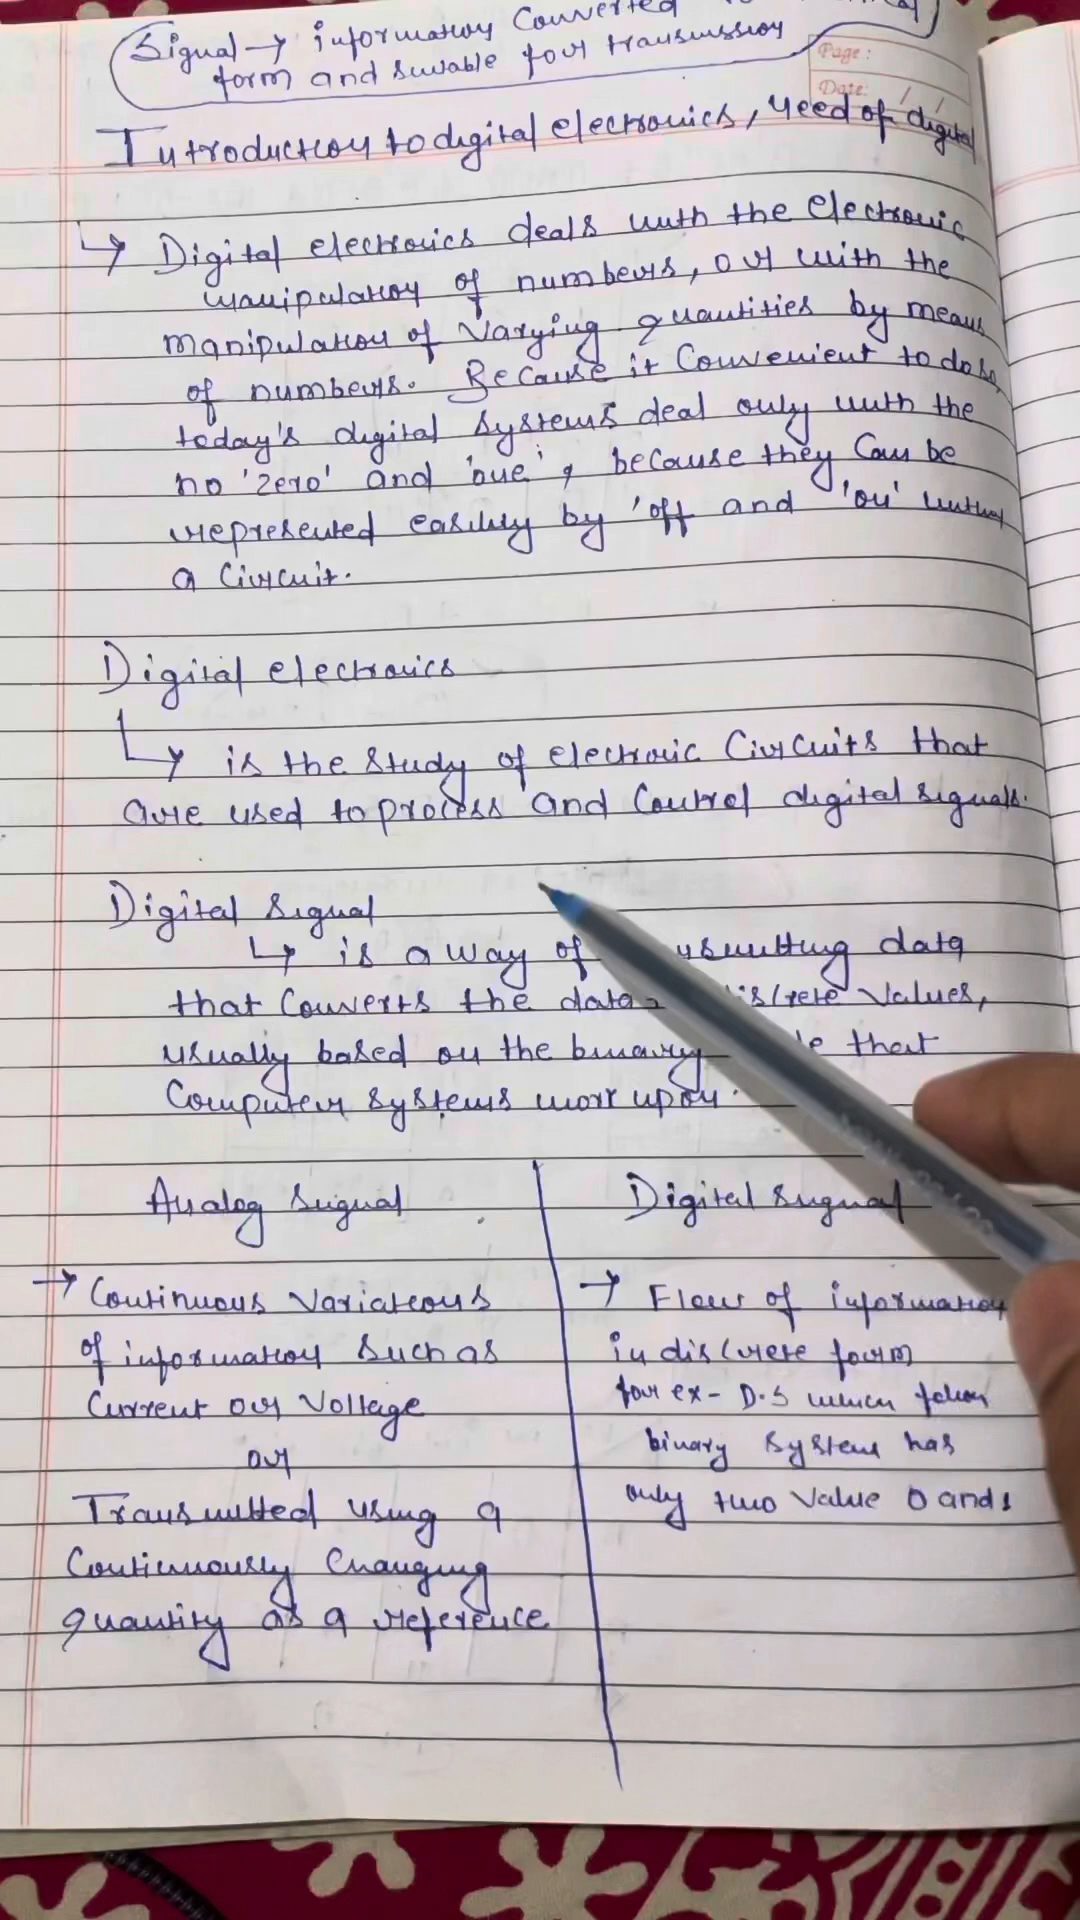 Signal → information Converted
form and suitable for transmission
Page:
Date: / /
Introduction to digital electronics, need of digital
↳ Digital electronics deals with the electronic
manipulation of numbers, or with the
manipulation of varying quantities by means
of numbers. Because it Convenient to do so,
today's digital systems deal only with the
no 'zero' and 'one', because they Can be
represented easily by 'off and 'on' within
a Circuit.
Digital electronics
↳ is the study of electronic Circuits that
are used to process and Control digital signals.
Digital Signal
↳ is a way of data
that Converts the data discrete values,
usually based on the binary that
Computer systems work upon.
Analog Signal
Digital Signal
→ Continuous variations
of information such as
Current or Voltage
or
Transmitted using a
Continuously Changing
quantity as a reference
→ Flow of information
in discrete form
for ex- D.S which follow
binary system has
only two value 0 and 1